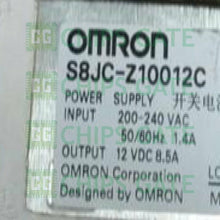 OMRON
S8JC-Z10012C
POWER SUPPLY 开关电
INPUT 200-240 VAC
50/60Hz 1.4A
OUTPUT 12 VDC 8.5A
OMRON Corporation
Designed by OMRON